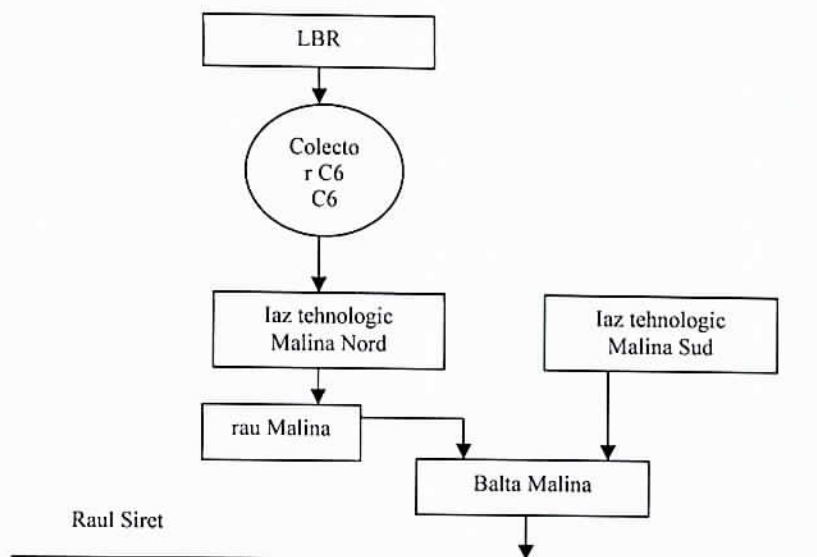 LBR
Colecto
r C6
C6
Iaz tehnologic
Malina Nord
Iaz tehnologic
Malina Sud
rau Malina
Balta Malina
Raul Siret